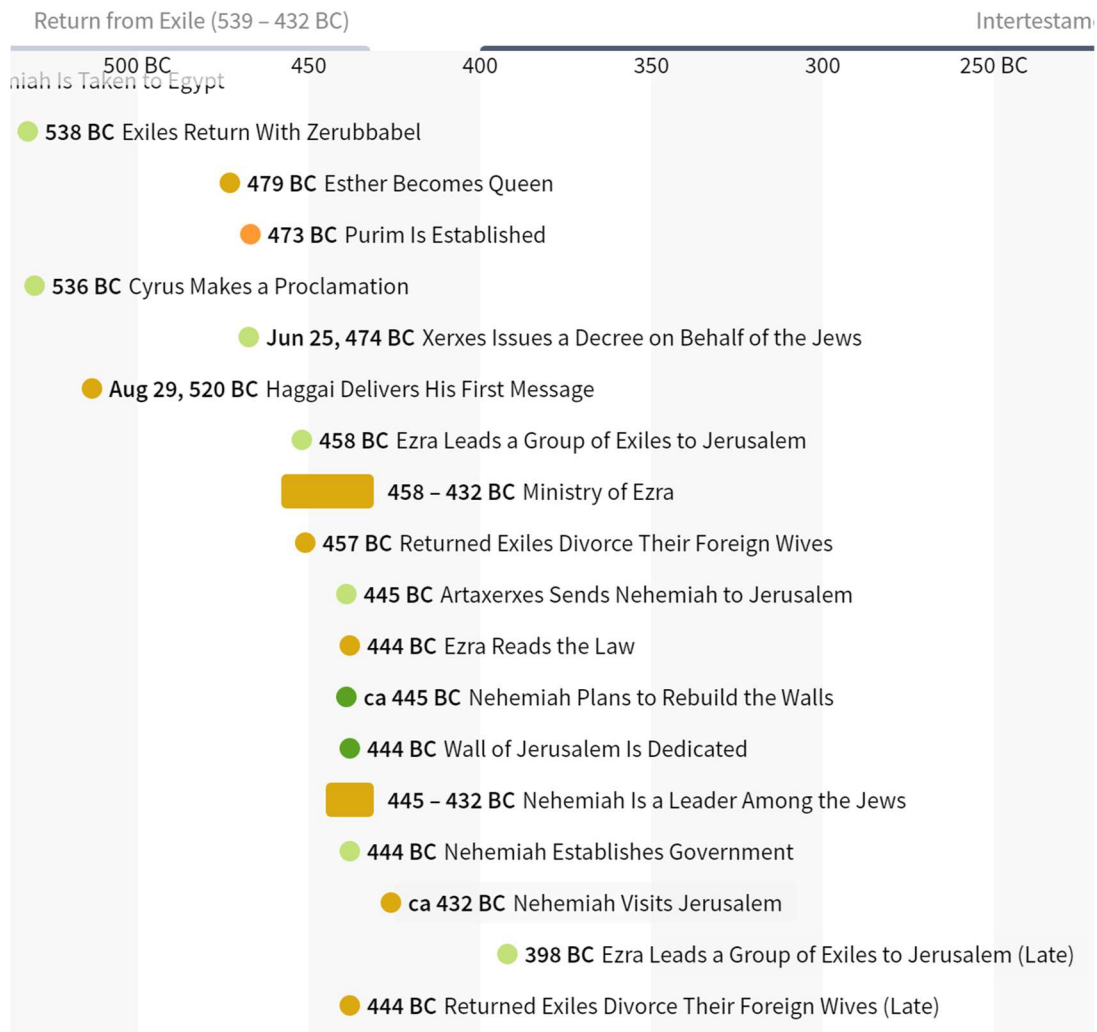 Return from Exile (539 – 432 BC)
500 BC 450 400 350 300 250 BC
Is Taken to Egypt
538 BC Exiles Return With Zerubbabel
479 BC Esther Becomes Queen
473 BC Purim Is Established
536 BC Cyrus Makes a Proclamation
Jun 25, 474 BC Xerxes Issues a Decree on Behalf of the Jews
Aug 29, 520 BC Haggai Delivers His First Message
458 BC Ezra Leads a Group of Exiles to Jerusalem
458 – 432 BC Ministry of Ezra
457 BC Returned Exiles Divorce Their Foreign Wives
445 BC Artaxerxes Sends Nehemiah to Jerusalem
444 BC Ezra Reads the Law
ca 445 BC Nehemiah Plans to Rebuild the Walls
444 BC Wall of Jerusalem Is Dedicated
445 – 432 BC Nehemiah Is a Leader Among the Jews
444 BC Nehemiah Establishes Government
ca 432 BC Nehemiah Visits Jerusalem
398 BC Ezra Leads a Group of Exiles to Jerusalem (Late)
444 BC Returned Exiles Divorce Their Foreign Wives (Late)